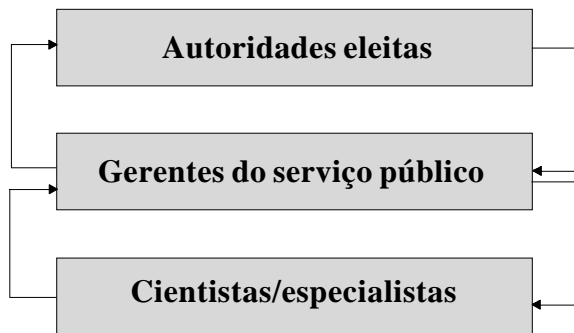 Autoridades eleitas
Gerentes do serviço público
Cientistas/especialistas